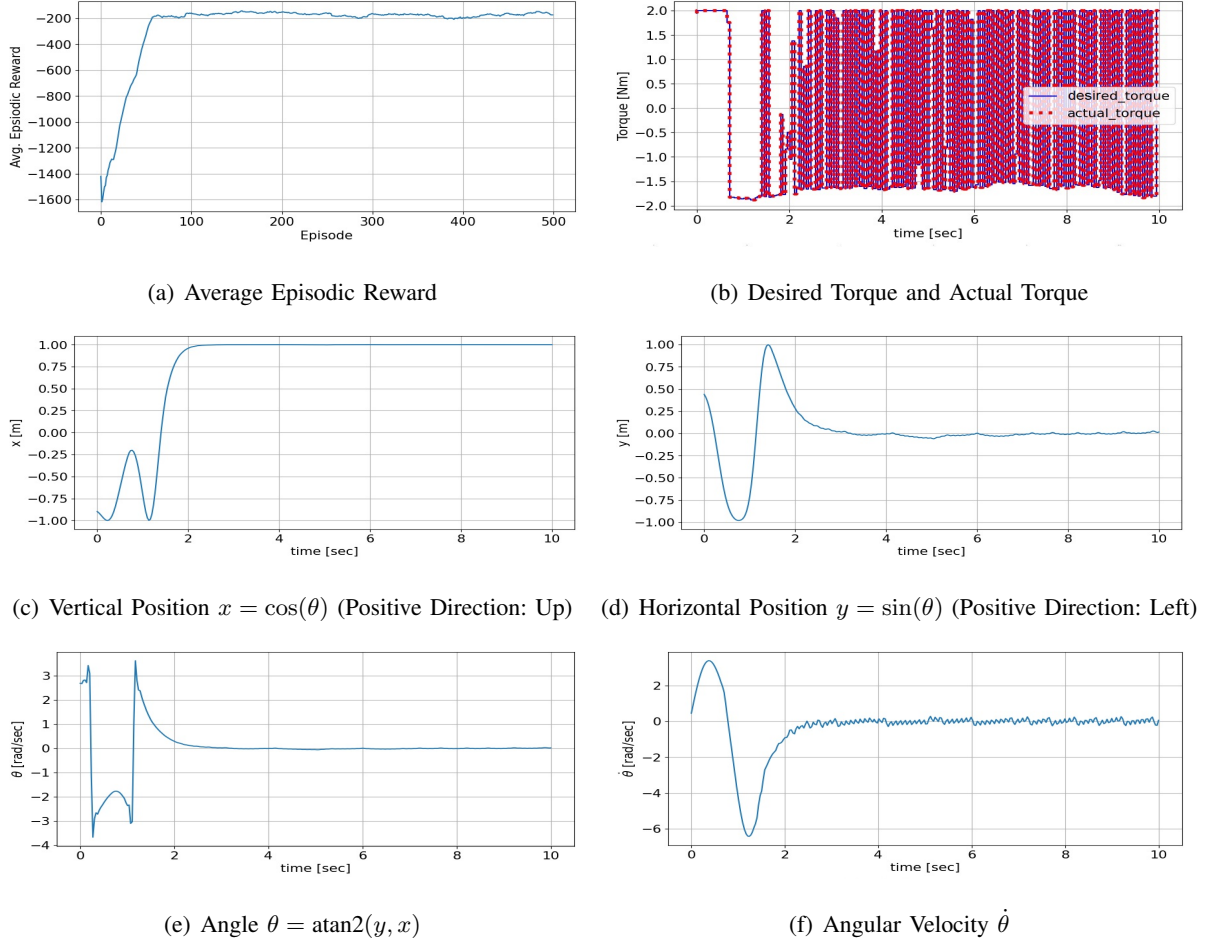 −200
−400
−600
−800
−1000
−1200
−1400
−1600
Avg. Episodic Reward
0 100 200 300 400 500
Episode
2.0
1.5
1.0
0.5
0.0
−0.5
−1.0
−1.5
−2.0
Torque [Nm]
desired_torque
actual_torque
0 2 4 6 8 10
time [sec]
(a) Average Episodic Reward
(b) Desired Torque and Actual Torque
1.00
0.75
0.50
0.25
0.00
−0.25
−0.50
−0.75
−1.00
x [m]
0 2 4 6 8 10
time [sec]
1.00
0.75
0.50
0.25
0.00
−0.25
−0.50
−0.75
−1.00
y [m]
0 2 4 6 8 10
time [sec]
(c) Vertical Position x = cos(θ) (Positive Direction: Up)
(d) Horizontal Position y = sin(θ) (Positive Direction: Left)
3
2
1
0
−1
−2
−3
−4
θ [rad/sec]
0 2 4 6 8 10
time [sec]
2
0
−2
−4
−6
θ̇ [rad/sec]
0 2 4 6 8 10
time [sec]
(e) Angle θ = atan2(y, x)
(f) Angular Velocity θ̇